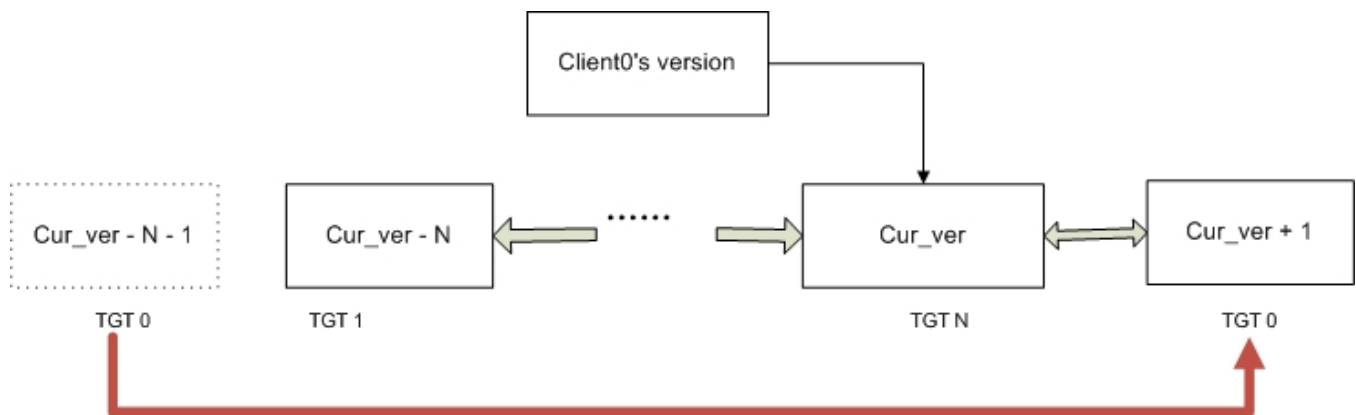 Client0's version
Cur_ver - N - 1
Cur_ver - N
......
Cur_ver
Cur_ver + 1
TGT 0
TGT 1
TGT N
TGT 0